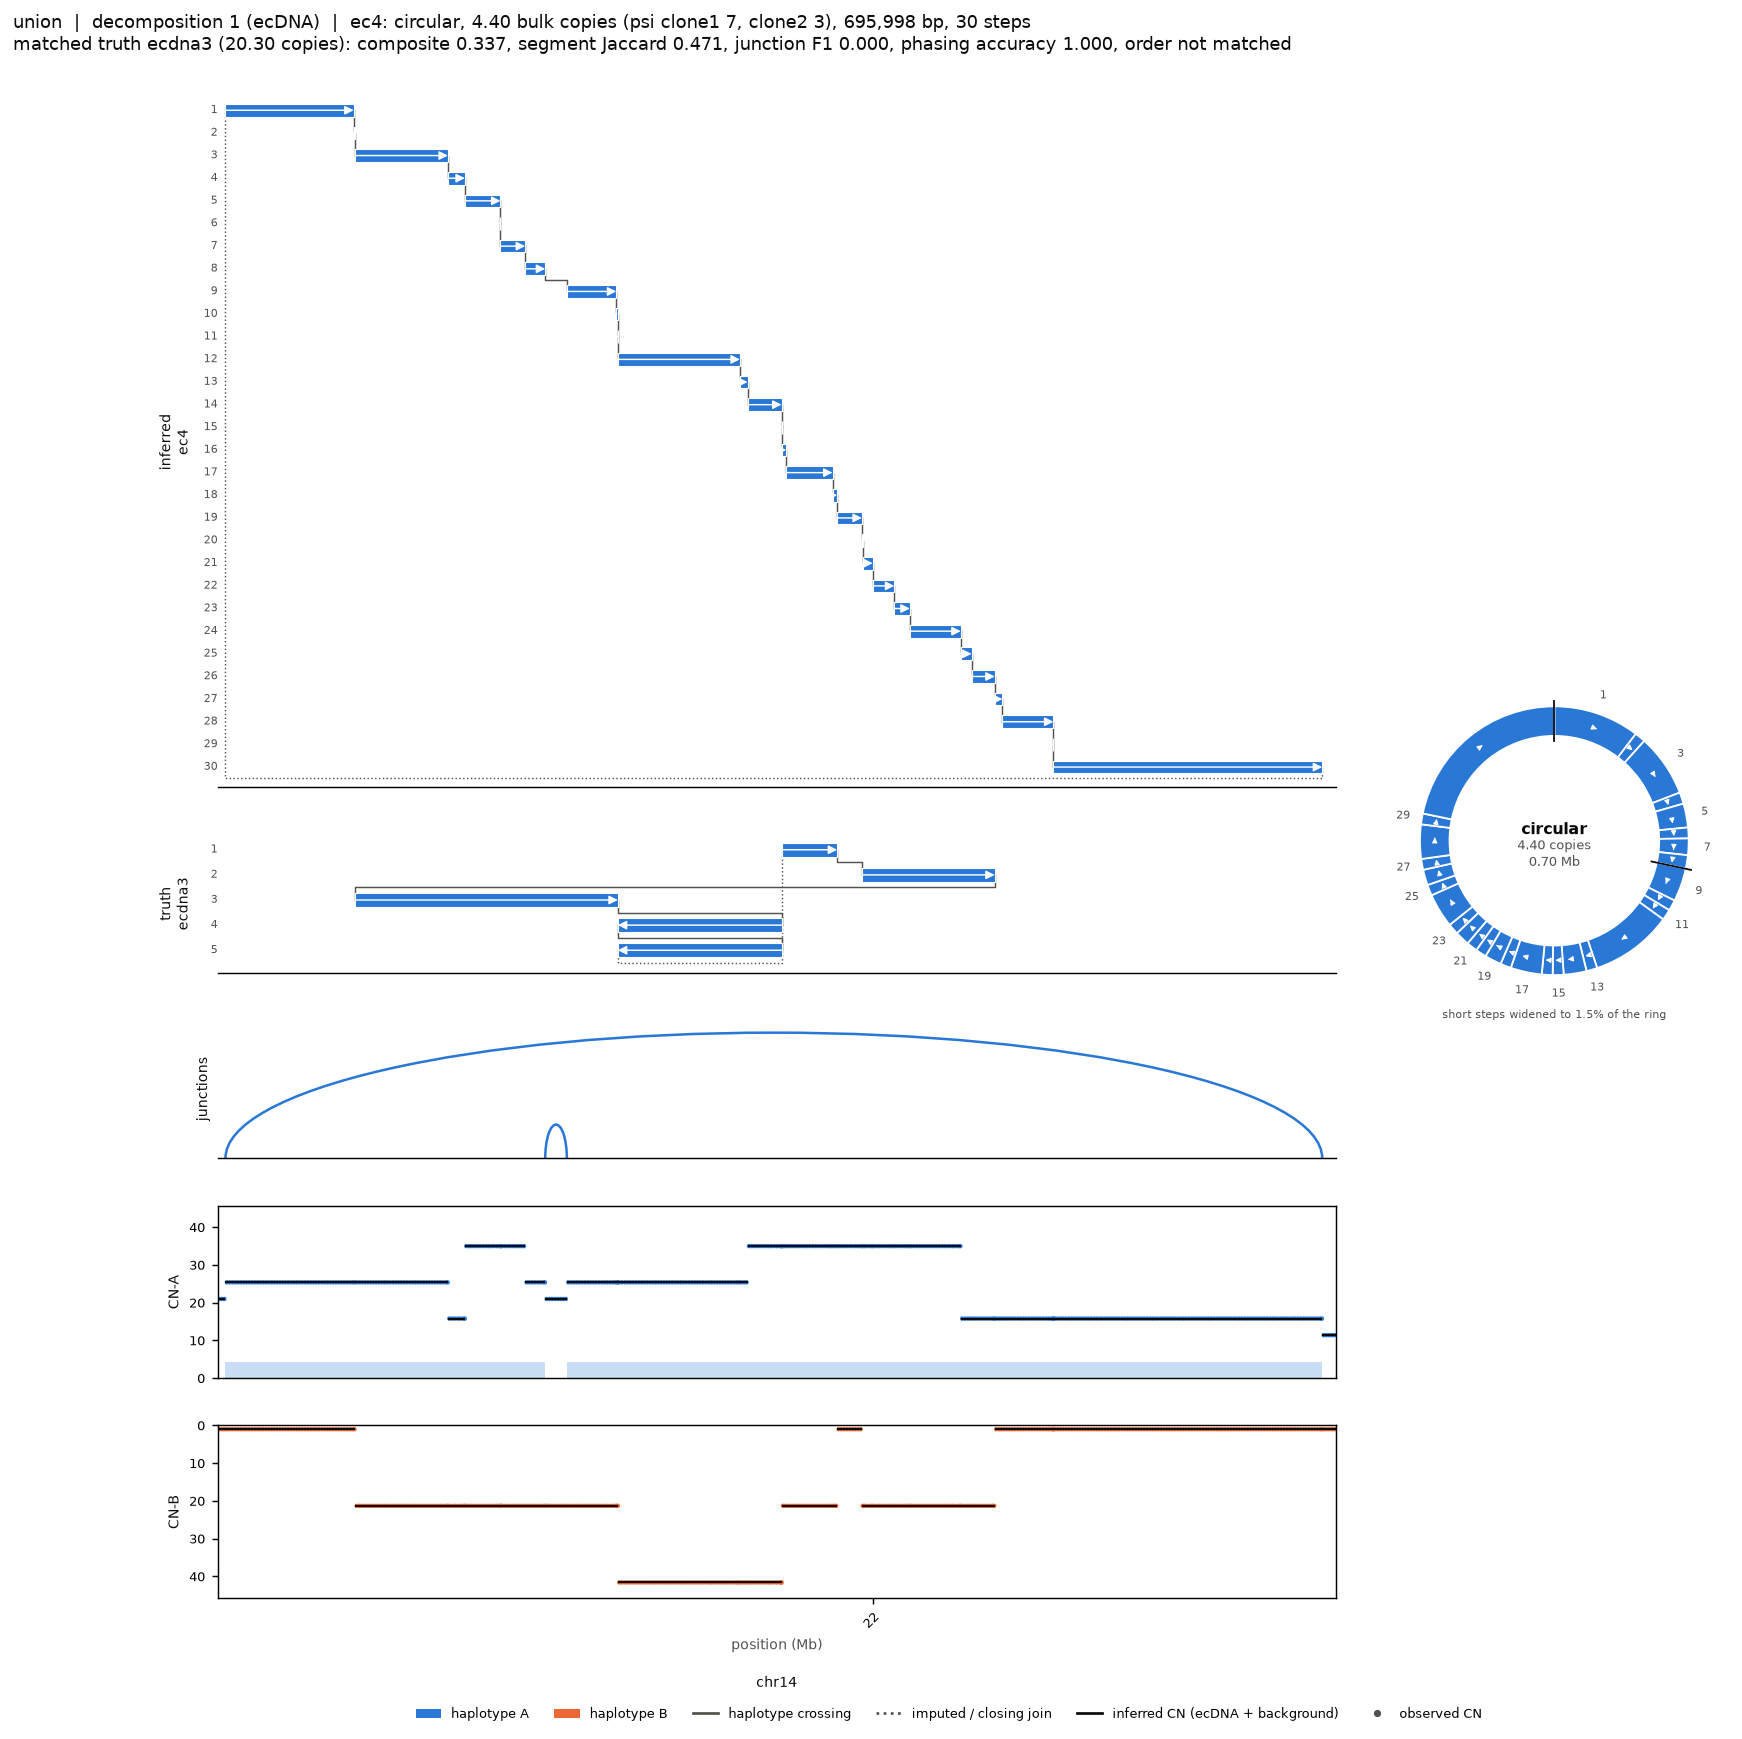 union  |  decomposition 1 (ecDNA)  |  ec4: circular, 4.40 bulk copies (psi clone1 7, clone2 3), 695,998 bp, 30 steps
matched truth ecdna3 (20.30 copies): composite 0.337, segment Jaccard 0.471, junction F1 0.000, phasing accuracy 1.000, order not matched
inferred
ec4
1
2
3
4
5
6
7
8
9
10
11
12
13
14
15
16
17
18
19
20
21
22
23
24
25
26
27
28
29
30
truth
ecdna3
1
2
3
4
5
1
3
5
7
9
11
13
15
17
19
21
23
25
27
29
circular
4.40 copies
0.70 Mb
short steps widened to 1.5% of the ring
junctions
CN-A
40
30
20
10
0
CN-B
0
10
20
30
40
22
position (Mb)
chr14
haplotype A
haplotype B
haplotype crossing
imputed / closing join
inferred CN (ecDNA + background)
observed CN